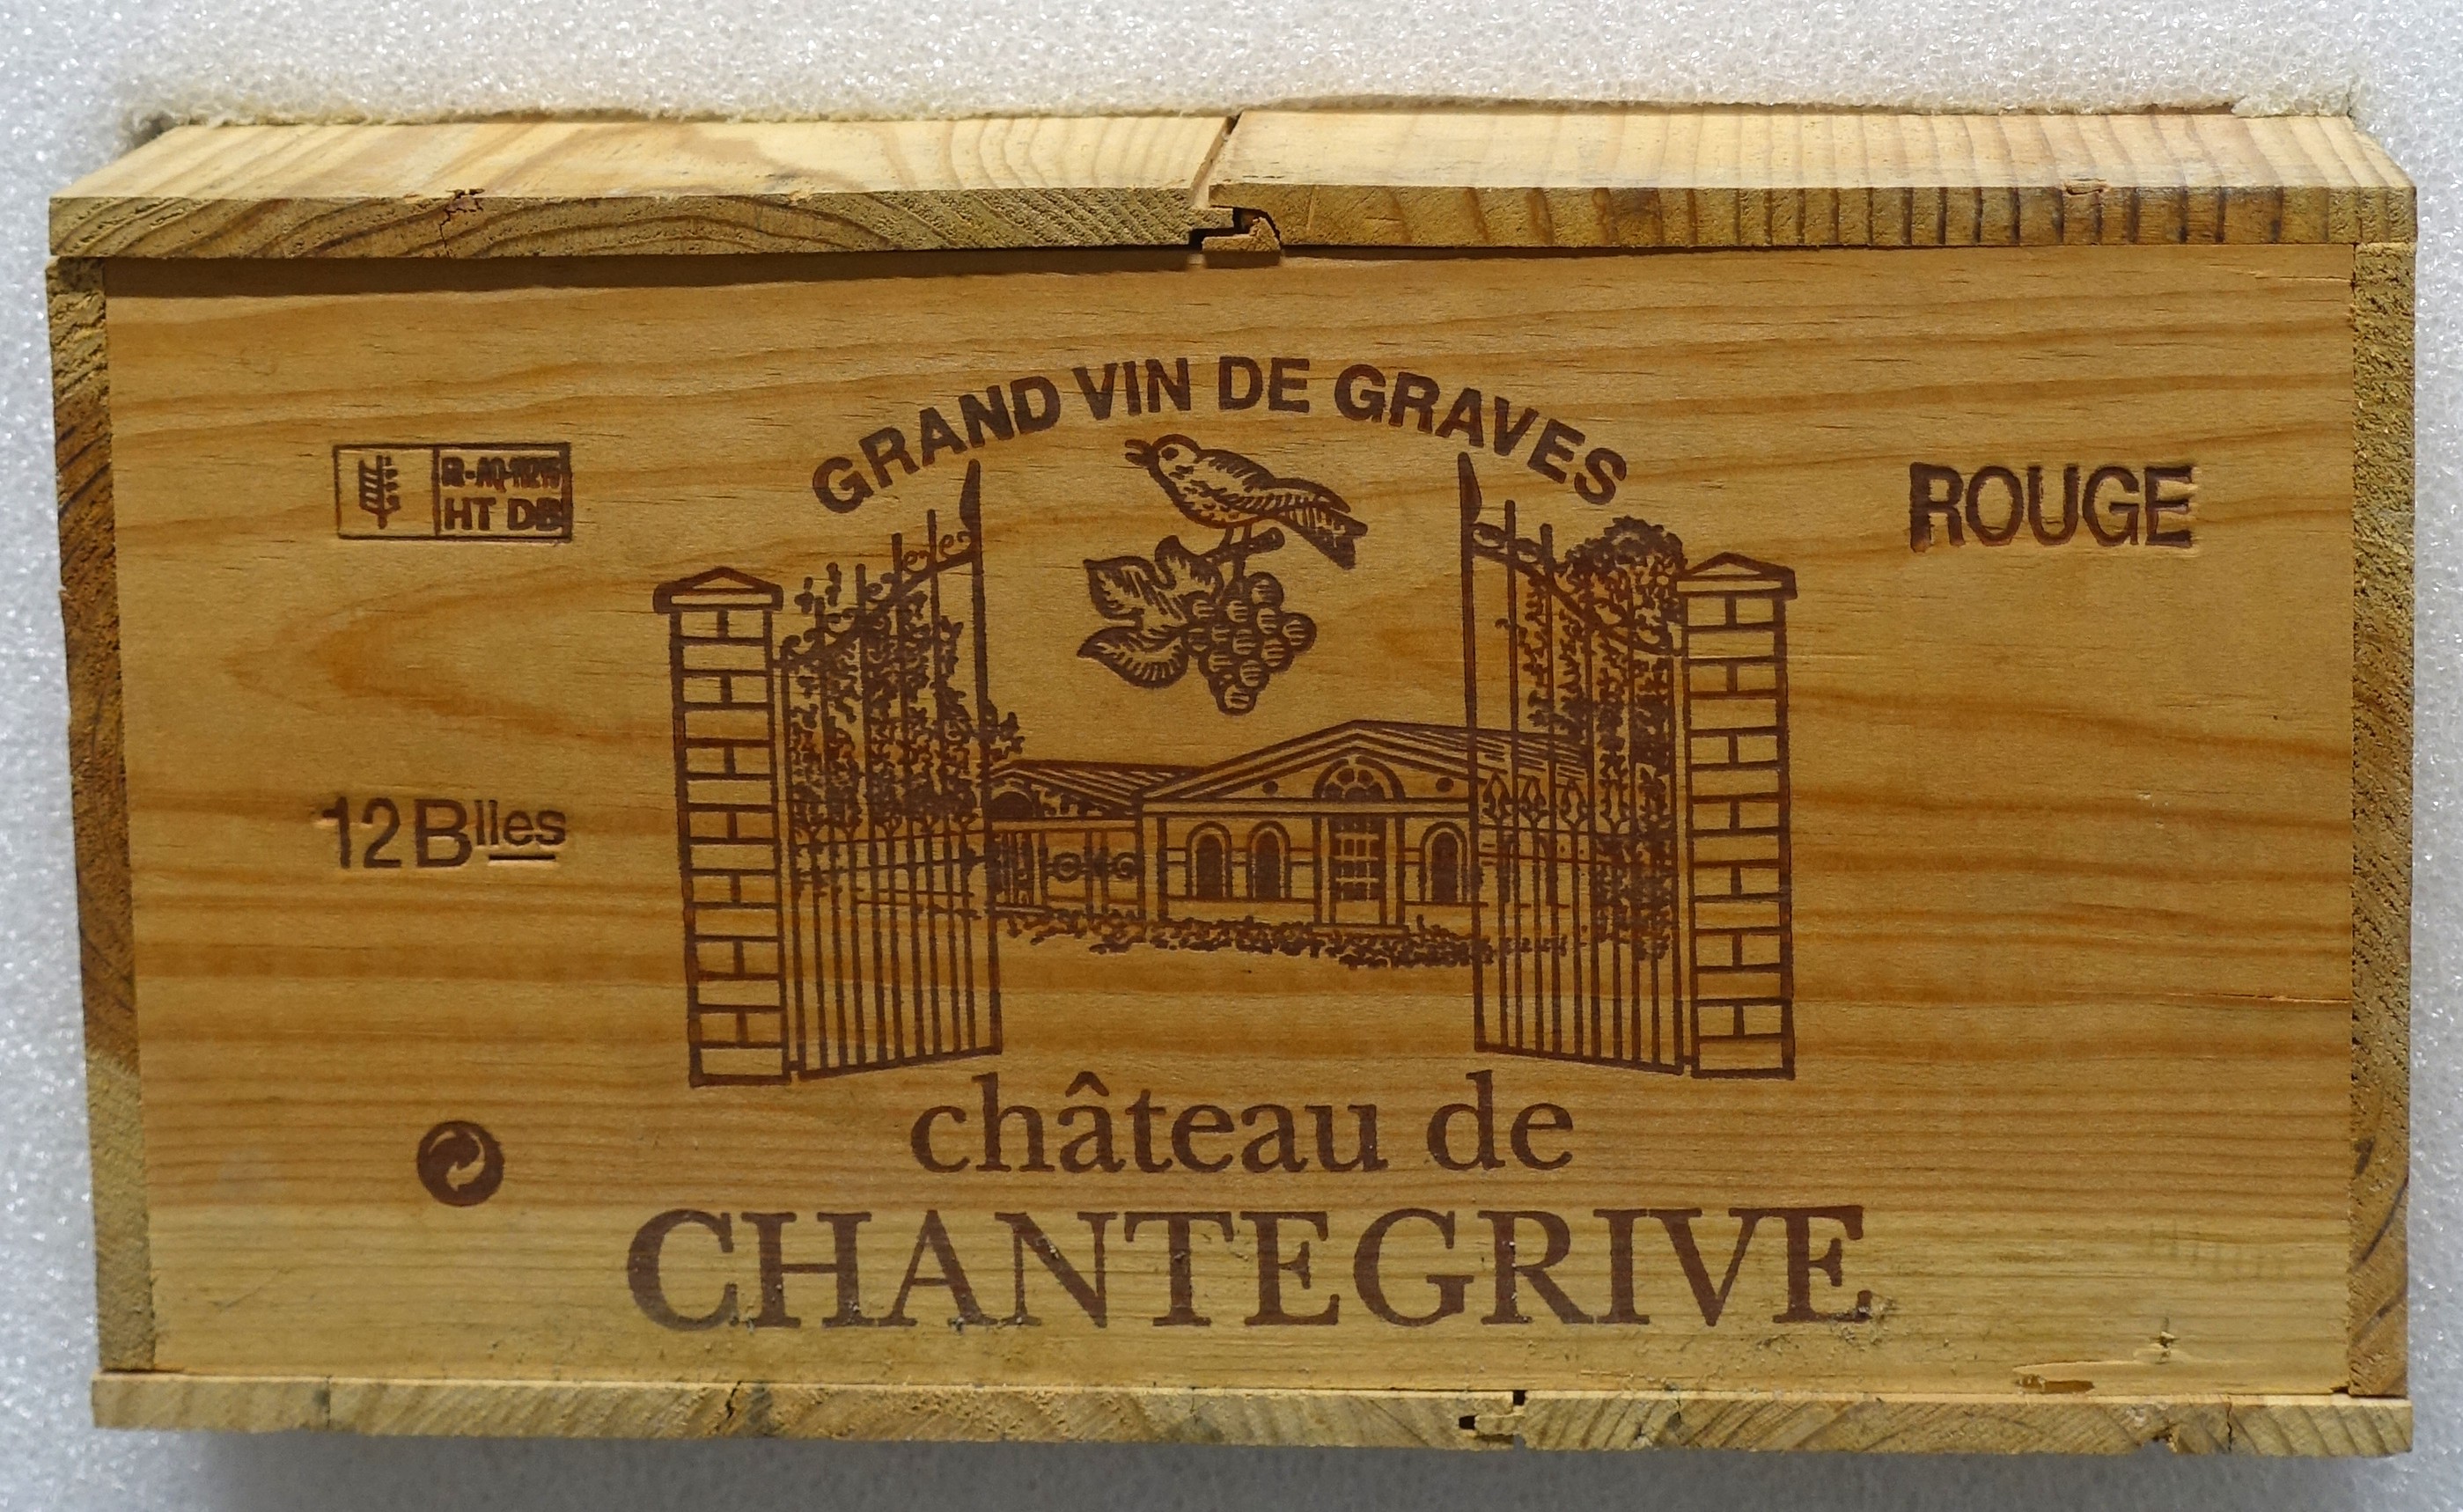 GRAND VIN DE GRAVES
HT DB
ROUGE
12 Blles
château de
CHANTEGRIVE